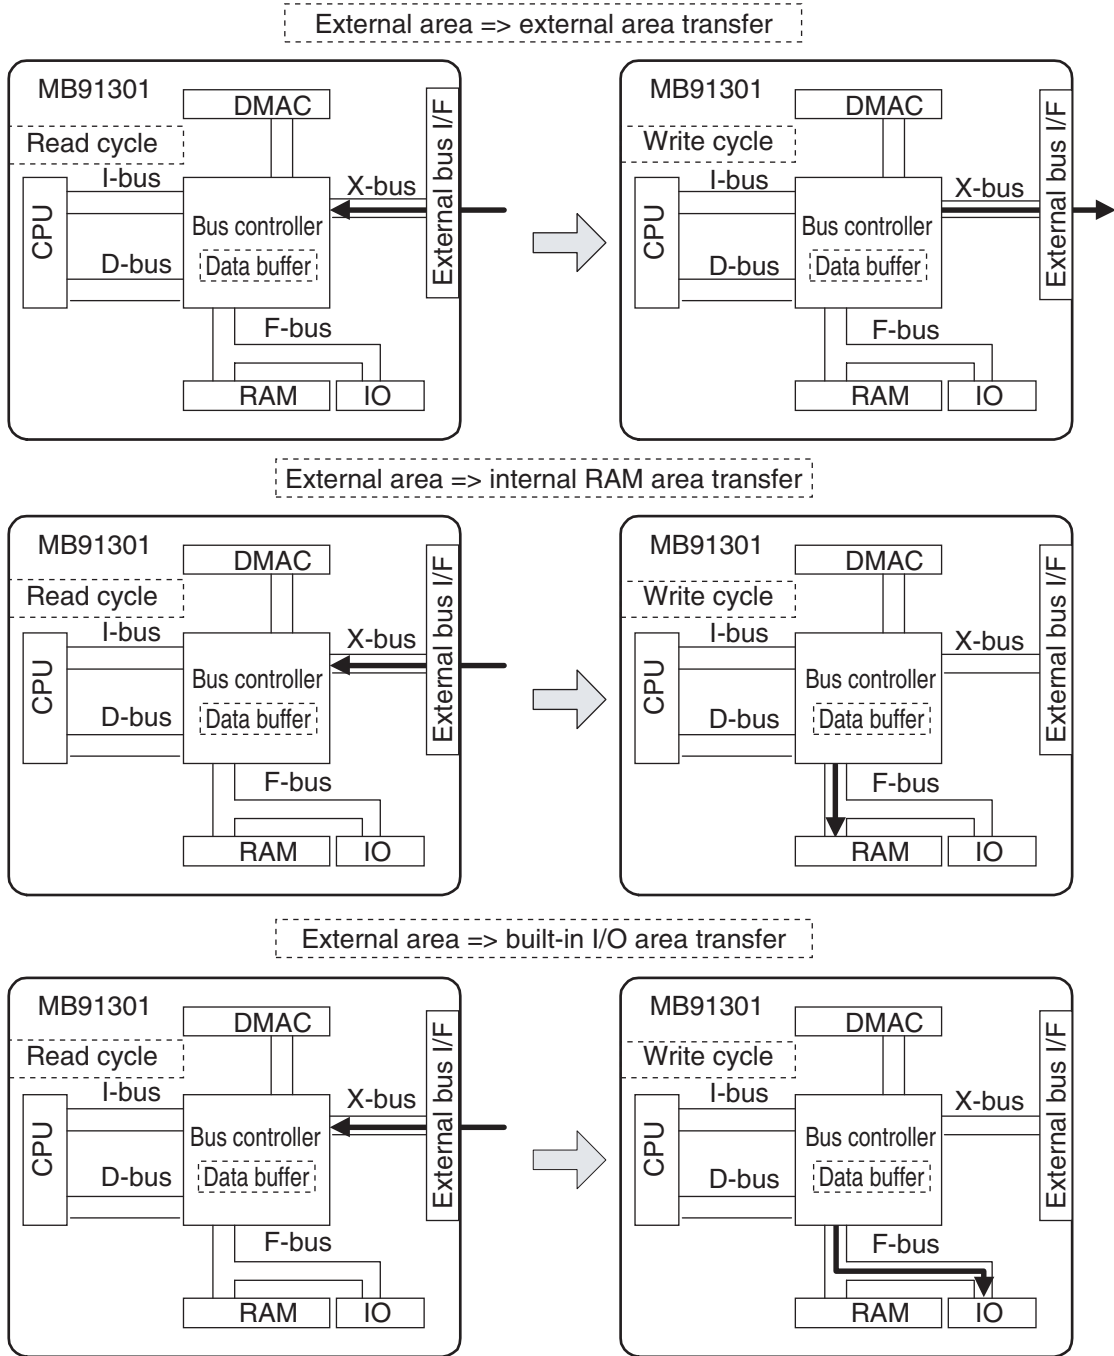 External area => external area transfer
MB91301
DMAC
Read cycle
I-bus
X-bus
CPU
Bus controller
External bus I/F
D-bus
Data buffer
F-bus
RAM
IO
MB91301
DMAC
Write cycle
I-bus
X-bus
CPU
Bus controller
External bus I/F
D-bus
Data buffer
F-bus
RAM
IO
External area => internal RAM area transfer
MB91301
DMAC
Read cycle
I-bus
X-bus
CPU
Bus controller
External bus I/F
D-bus
Data buffer
F-bus
RAM
IO
MB91301
DMAC
Write cycle
I-bus
X-bus
CPU
Bus controller
External bus I/F
D-bus
Data buffer
F-bus
RAM
IO
External area => built-in I/O area transfer
MB91301
DMAC
Read cycle
I-bus
X-bus
CPU
Bus controller
External bus I/F
D-bus
Data buffer
F-bus
RAM
IO
MB91301
DMAC
Write cycle
I-bus
X-bus
CPU
Bus controller
External bus I/F
D-bus
Data buffer
F-bus
RAM
IO